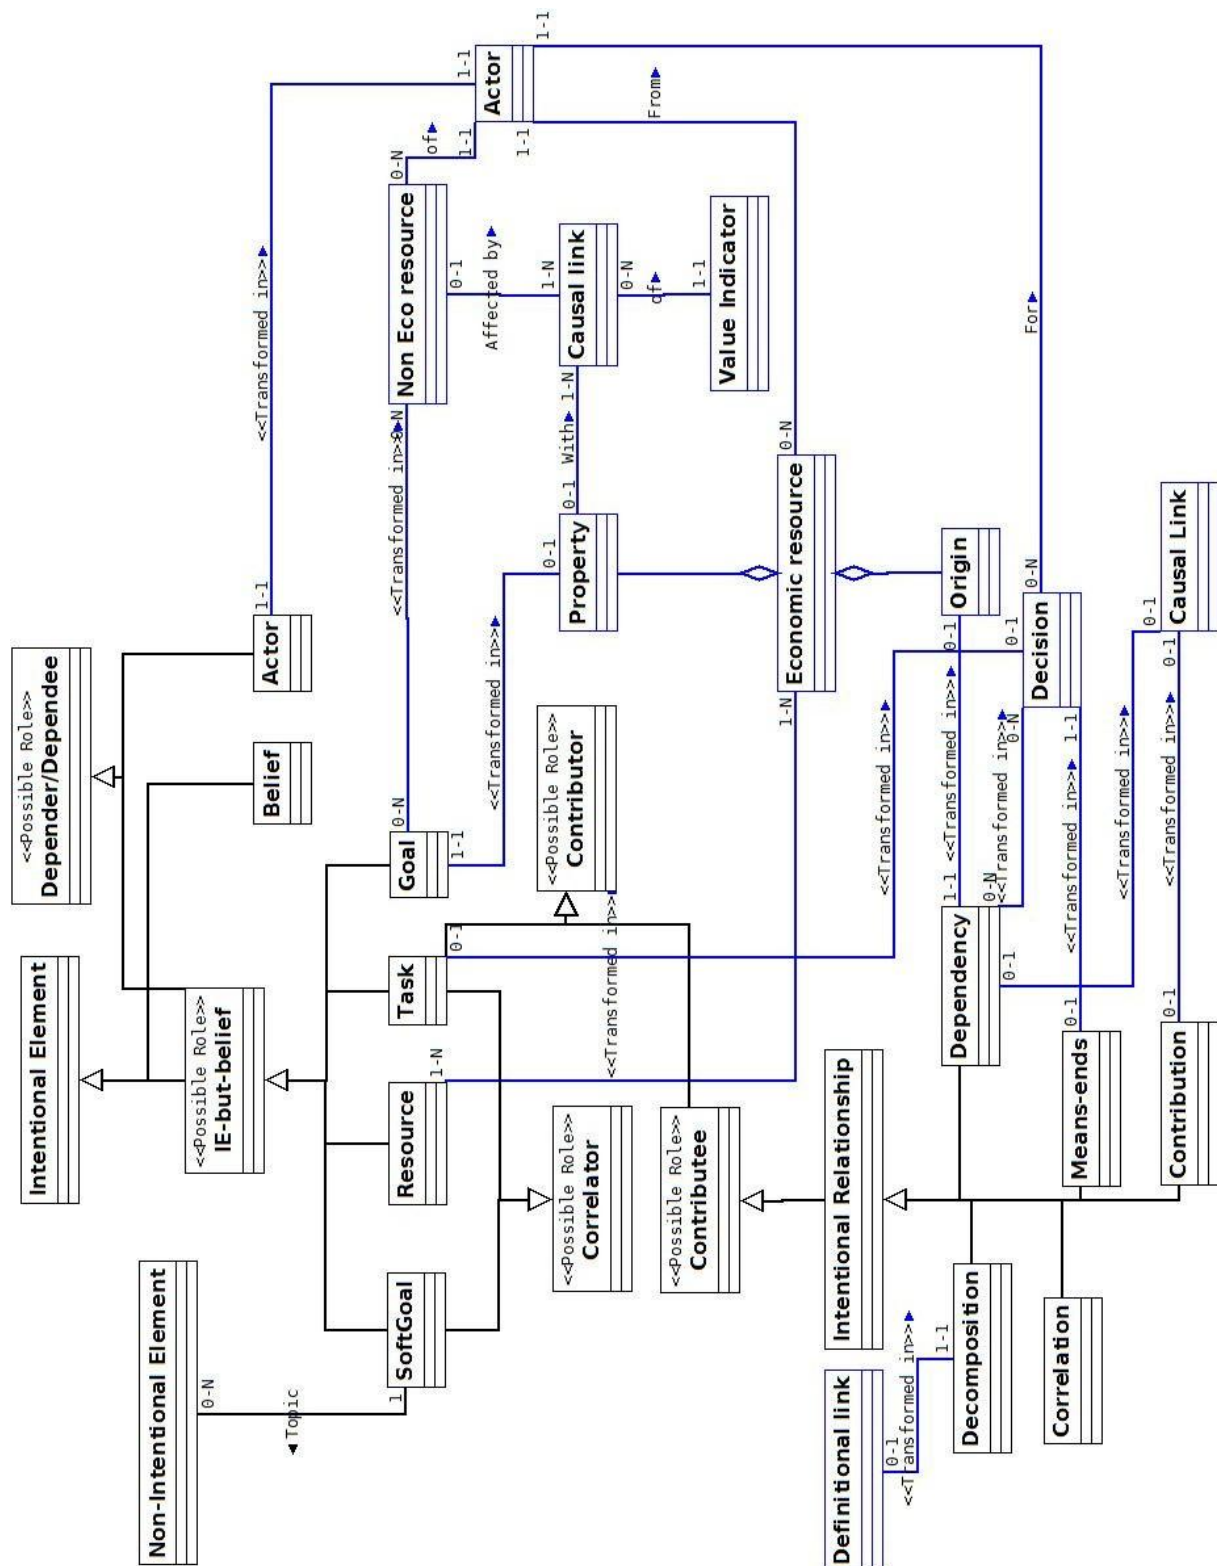 Non-Intentional Element
0-N
◀ Topic
1
SoftGoal
Intentional Element
<<Possible Role>>
IE-but-belief
<<Possible Role>>
Depender/Dependee
Belief
Actor
1-1
<<Transformed in>>▶
1-1
Actor
1-1
Resource
1-N
Task
0-1
Goal
0-N
1-1
<<Transformed in>>▶
0-N
Non Eco resource
0-N
of▶
1-1
1-1
From▶
<<Transformed in>>▶
0-1
Property
0-1
With▶
1-N
Causal link
1-N
Affected by▶
0-1
0-N
of▶
1-1
Value Indicator
<<Possible Role>>
Correlator
<<Possible Role>>
Contributor
<<Transformed in>>
<<Possible Role>>
Contributee
1-N
Economic resource
0-N
Definitional link
0-1
<<Transformed in>>▶
1-1
Decomposition
Intentional Relationship
Correlation
Dependency
1-1
<<Transformed in>>▶
0-1
Origin
<<Transformed in>>▶
0-1
0-N
<<Transformed in>>▶
0-N
Decision
0-N
For▶
Means-ends
0-1
<<Transformed in>>▶
1-1
0-1
<<Transformed in>>▶
0-1
Contribution
0-1
<<Transformed in>>▶
0-1
Causal Link